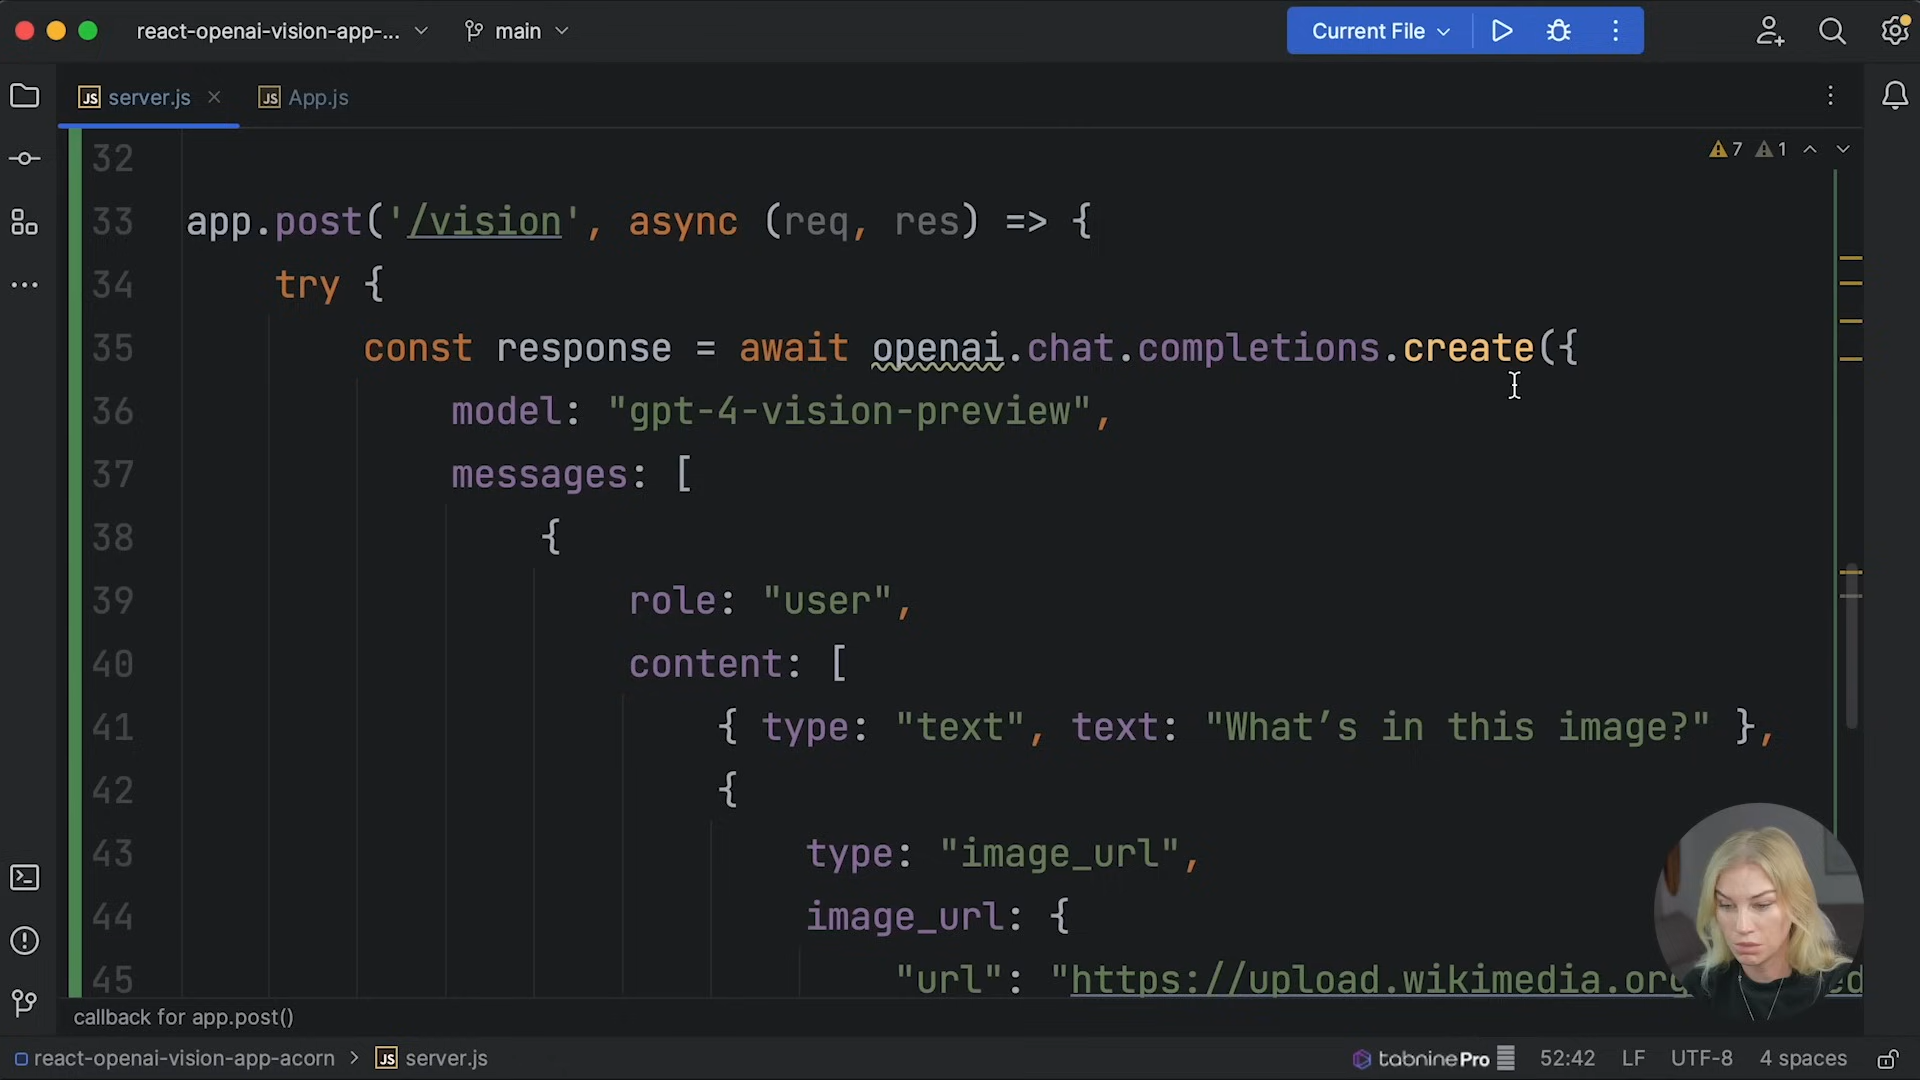 react-openai-vision-app-...
main
Current File
server.js
App.js
7
1
32
33 app.post('/vision', async (req, res) => {
34 try {
35 const response = await openai.chat.completions.create({
36 model: "gpt-4-vision-preview",
37 messages: [
38 {
39 role: "user",
40 content: [
41 { type: "text", text: "What’s in this image?" },
42 {
43 type: "image_url",
44 image_url: {
45 "url": "https://upload.wikimedia.org
callback for app.post()
react-openai-vision-app-acorn > JS server.js
tabnine Pro 52:42 LF UTF-8 4 spaces